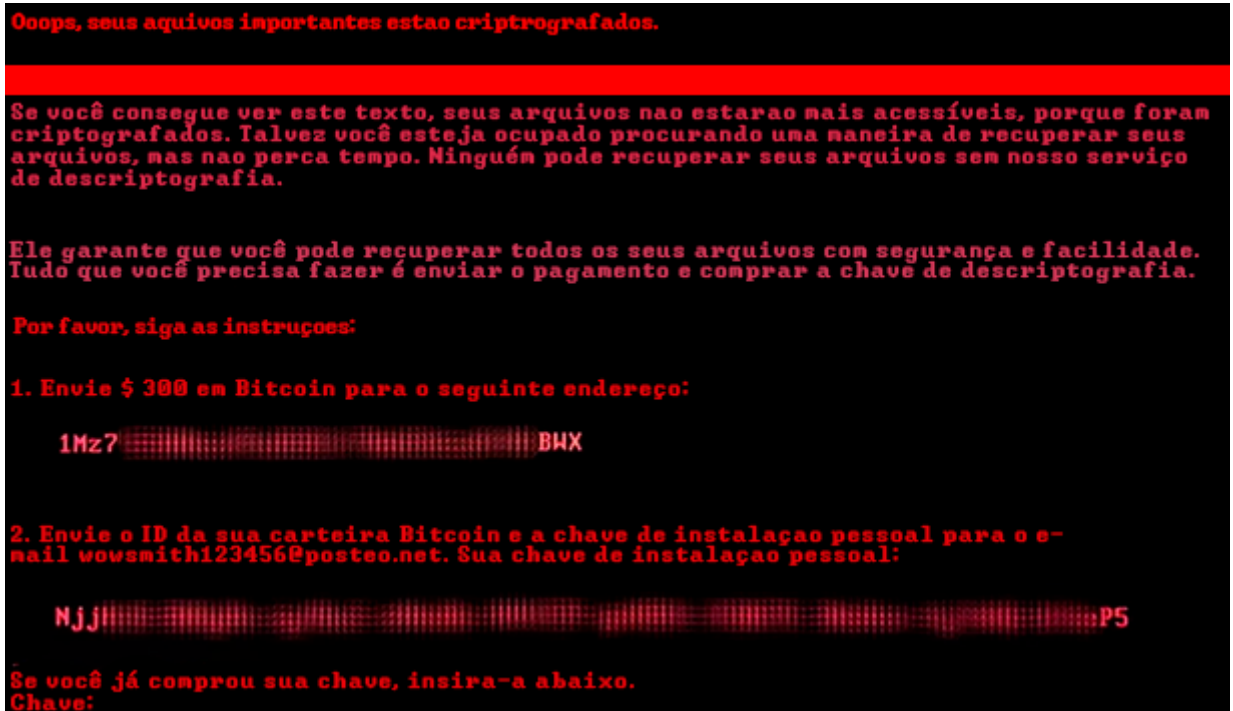 Ooops, seus aquivos importantes estao criptrografados.
Se você consegue ver este texto, seus arquivos nao estarao mais acessíveis, porque foram
criptografados. Talvez você esteja ocupado procurando uma maneira de recuperar seus
arquivos, mas nao perca tempo. Ninguém pode recuperar seus arquivos sem nosso serviço
de descriptografia.
Ele garante que você pode recuperar todos os seus arquivos com segurança e facilidade.
Tudo que você precisa fazer é enviar o pagamento e comprar a chave de descriptografia.
Por favor, siga as instruçoes:
1. Envie $ 300 em Bitcoin para o seguinte endereço:
1Mz7 BWX
2. Envie o ID da sua carteira Bitcoin e a chave de instalaçao pessoal para o e-
mail wowsmith123456@posteo.net. Sua chave de instalaçao pessoal:
Njj P5
Se você já comprou sua chave, insira-a abaixo.
Chave: